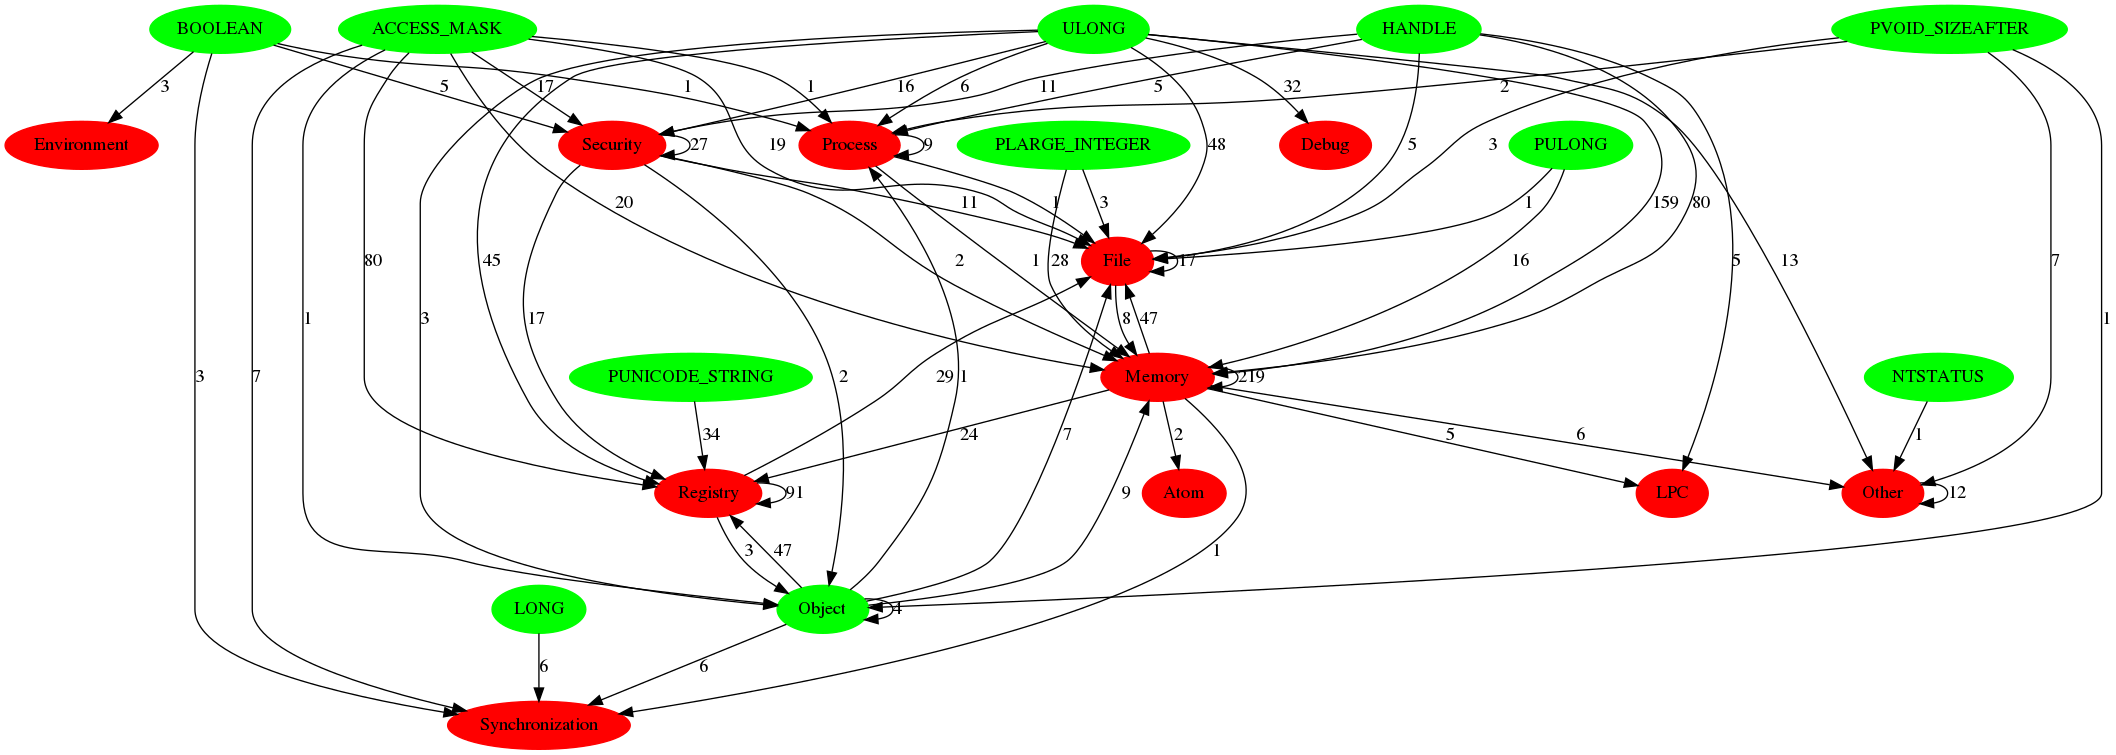 BOOLEAN ACCESS_MASK ULONG HANDLE PVOID_SIZEAFTER
3 5 17 1 1 16 6 11 5 32 2
Environment Security 27 19 Process 9 PLARGE_INTEGER 48 Debug 5 3 PULONG
20 11 1 3 1 159 80
80 45 2 1 28 File 17 16 5 13 7
1 3 17 8 47 1
3 7 PUNICODE_STRING 2 29 1 Memory 219 NTSTATUS
34 24 7 2 5 6 1
Registry 91 9 Atom LPC Other 12
3 47 1
LONG Object 4
6 6
Synchronization